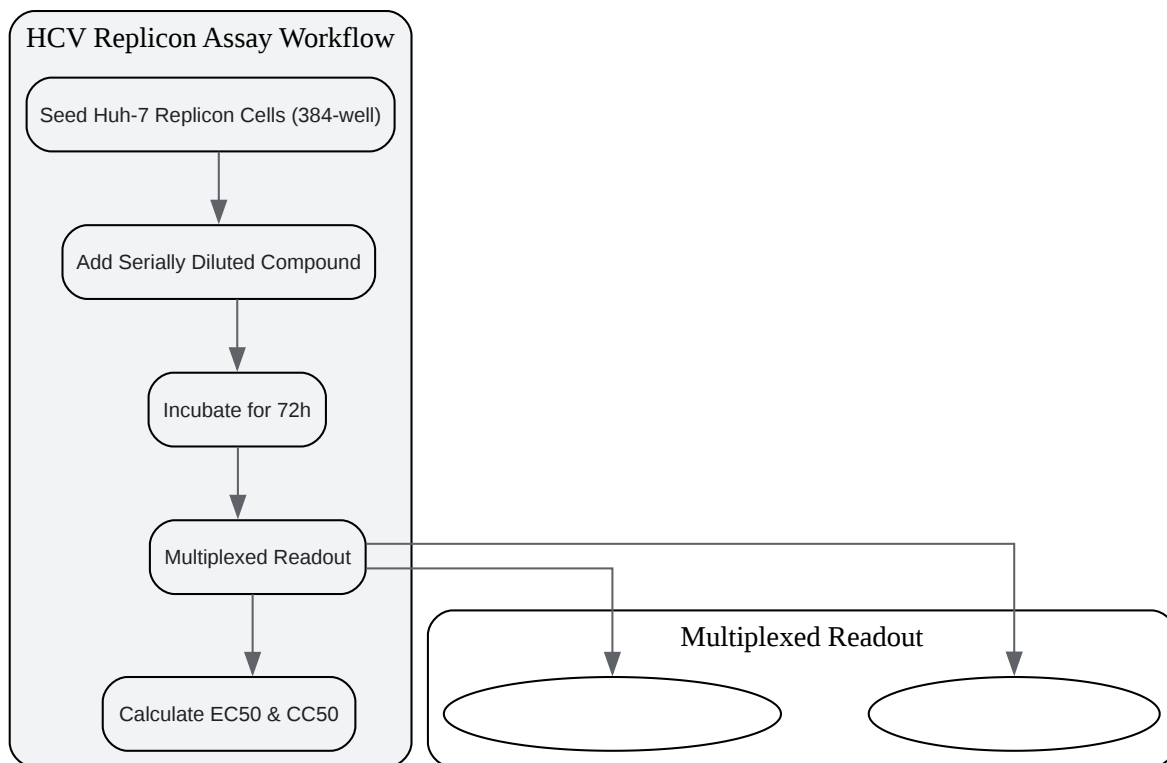 HCV Replicon Assay Workflow
Seed Huh-7 Replicon Cells (384-well)
Add Serially Diluted Compound
Incubate for 72h
Multiplexed Readout
Calculate EC50 & CC50
Multiplexed Readout